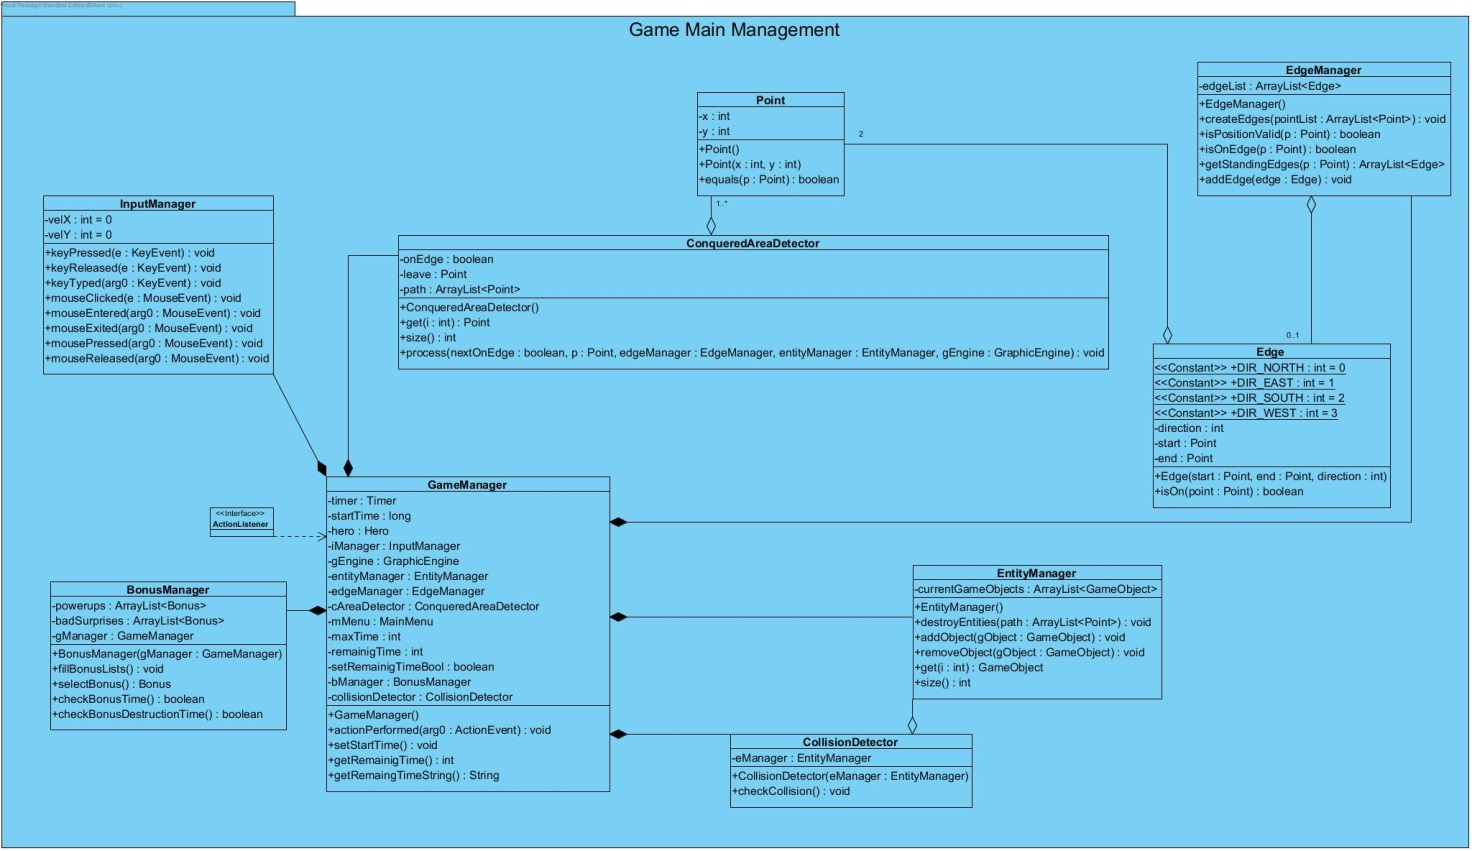 Visual Paradigm Standard Edition(Bilkent Univ.)
Game Main Management
EdgeManager
-edgeList : ArrayList<Edge>
+EdgeManager()
+createEdges(pointList : ArrayList<Point>) : void
+isPositionValid(p : Point) : boolean
+isOnEdge(p : Point) : boolean
+getStandingEdges(p : Point) : ArrayList<Edge>
+addEdge(edge : Edge) : void
Point
-x : int
-y : int
+Point()
+Point(x : int, y : int)
+equals(p : Point) : boolean
2
1..*
InputManager
-velX : int = 0
-velY : int = 0
+keyPressed(e : KeyEvent) : void
+keyReleased(e : KeyEvent) : void
+keyTyped(arg0 : KeyEvent) : void
+mouseClicked(e : MouseEvent) : void
+mouseEntered(arg0 : MouseEvent) : void
+mouseExited(arg0 : MouseEvent) : void
+mousePressed(arg0 : MouseEvent) : void
+mouseReleased(arg0 : MouseEvent) : void
ConqueredAreaDetector
-onEdge : boolean
-leave : Point
-path : ArrayList<Point>
+ConqueredAreaDetector()
+get(i : int) : Point
+size() : int
+process(nextOnEdge : boolean, p : Point, edgeManager : EdgeManager, entityManager : EntityManager, gEngine : GraphicEngine) : void
0..1
Edge
<<Constant>> +DIR_NORTH : int = 0
<<Constant>> +DIR_EAST : int = 1
<<Constant>> +DIR_SOUTH : int = 2
<<Constant>> +DIR_WEST : int = 3
-direction : int
-start : Point
-end : Point
+Edge(start : Point, end : Point, direction : int)
+isOn(point : Point) : boolean
GameManager
-timer : Timer
-startTime : long
-hero : Hero
-iManager : InputManager
-gEngine : GraphicEngine
-entityManager : EntityManager
-edgeManager : EdgeManager
-cAreaDetector : ConqueredAreaDetector
-mMenu : MainMenu
-maxTime : int
-remainigTime : int
-setRemainigTimeBool : boolean
-bManager : BonusManager
-collisionDetector : CollisionDetector
+GameManager()
+actionPerformed(arg0 : ActionEvent) : void
+setStartTime() : void
+getRemainigTime() : int
+getRemaingTimeString() : String
<<Interface>>
ActionListener
BonusManager
-powerups : ArrayList<Bonus>
-badSurprises : ArrayList<Bonus>
-gManager : GameManager
+BonusManager(gManager : GameManager)
+fillBonusLists() : void
+selectBonus() : Bonus
+checkBonusTime() : boolean
+checkBonusDestructionTime() : boolean
EntityManager
-currentGameObjects : ArrayList<GameObject>
+EntityManager()
+destroyEntities(path : ArrayList<Point>) : void
+addObject(gObject : GameObject) : void
+removeObject(gObject : GameObject) : void
+get(i : int) : GameObject
+size() : int
CollisionDetector
-eManager : EntityManager
+CollisionDetector(eManager : EntityManager)
+checkCollision() : void